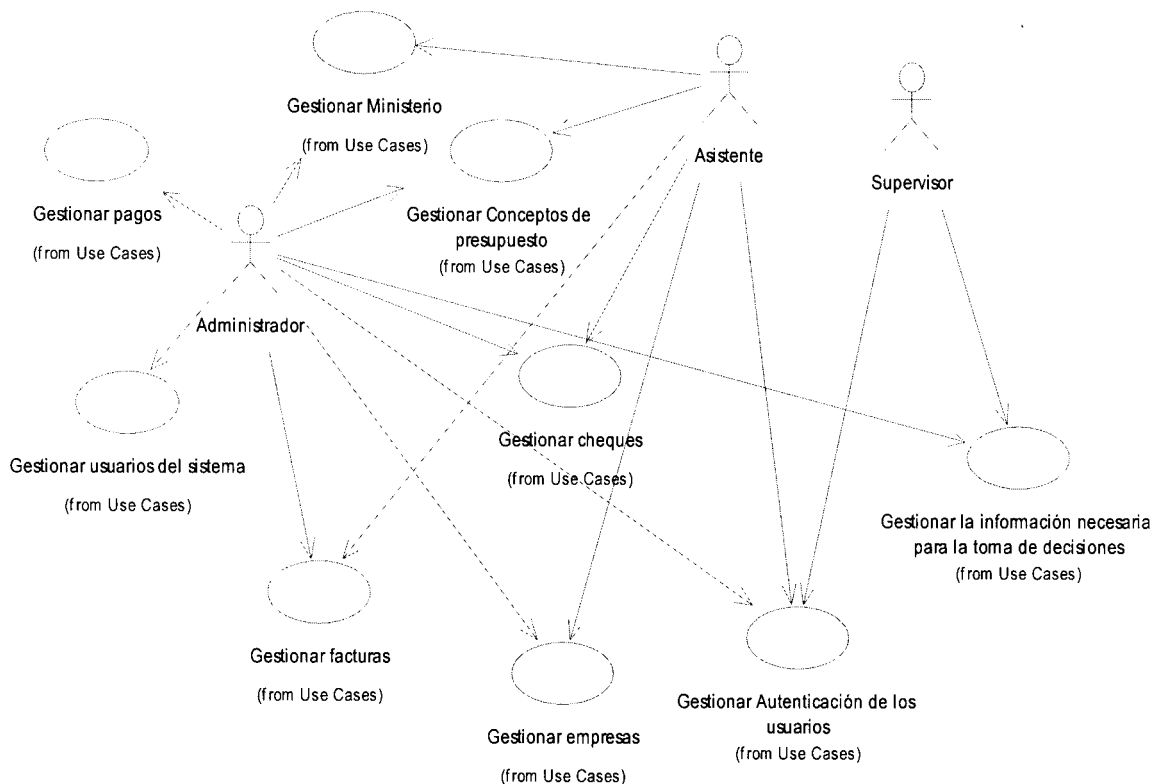 Gestionar Ministerio
(from Use Cases)
Asistente
Supervisor
Gestionar pagos
(from Use Cases)
Gestionar Conceptos de
presupuesto
(from Use Cases)
Administrador
Gestionar usuarios del sistema
(from Use Cases)
Gestionar cheques
(from Use Cases)
Gestionar la información necesaria
para la toma de decisiones
(from Use Cases)
Gestionar facturas
(from Use Cases)
Gestionar empresas
(from Use Cases)
Gestionar Autenticación de los
usuarios
(from Use Cases)